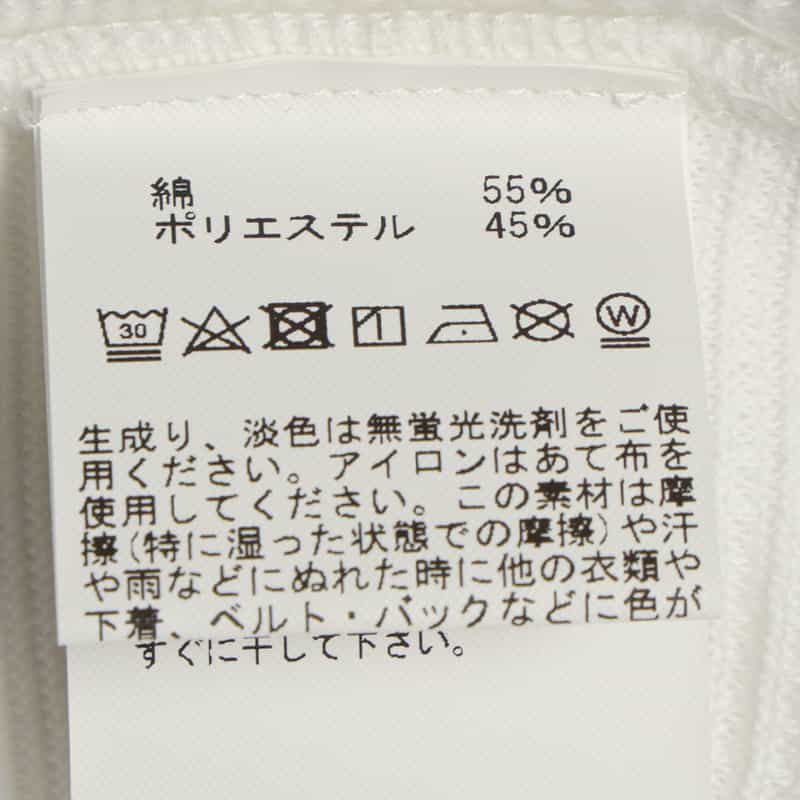 綿 55%
ポリエステル 45%
30 W
生成り、淡色は無蛍光洗剤をご使
用ください。アイロンはあて布を
使用してください。この素材は摩
擦(特に湿った状態での摩擦)や汗
や雨などにぬれた時に他の衣類や
下着、ベルト・バックなどに色が
すぐに干して下さい。